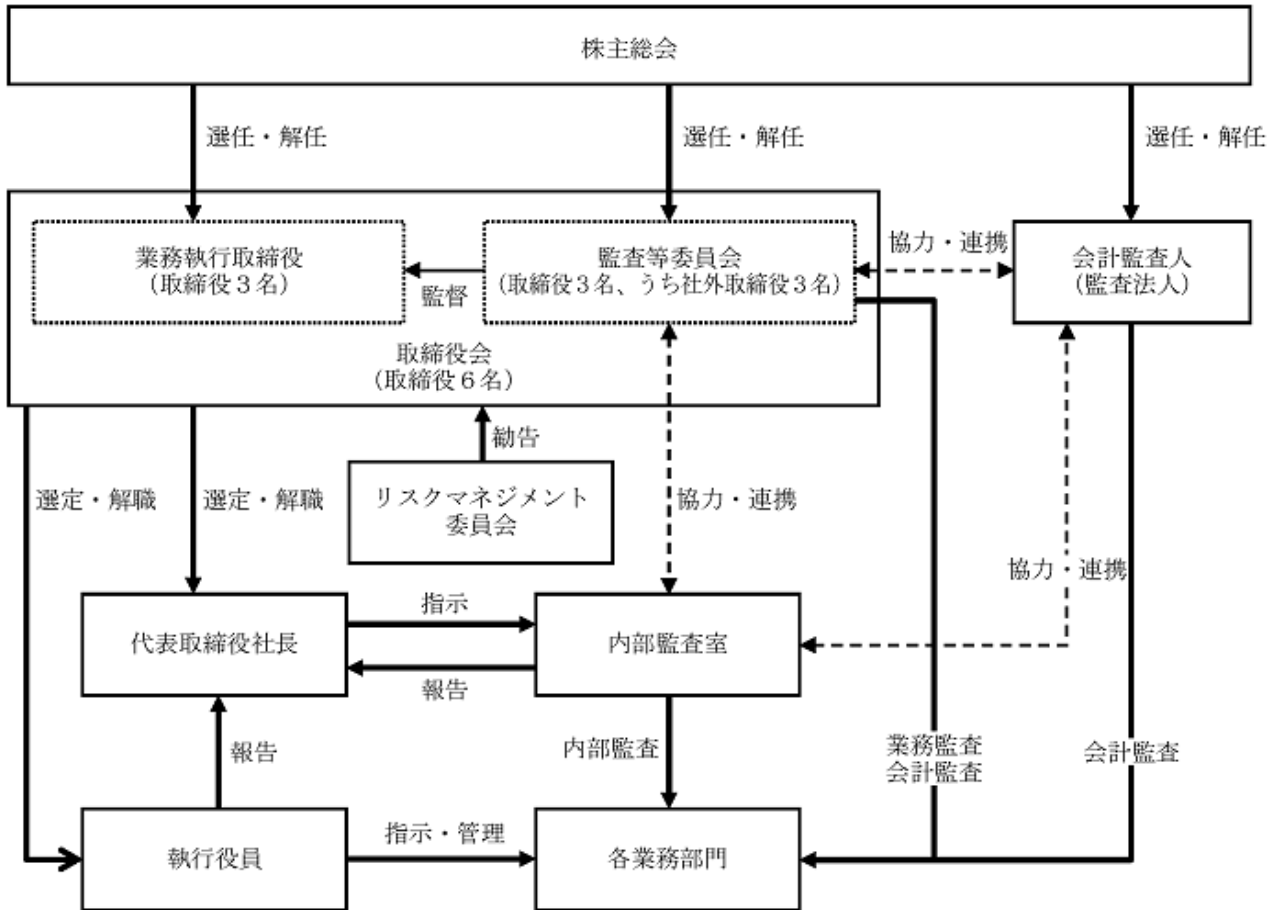 株主総会
選任・解任
選任・解任
選任・解任
業務執行取締役
(取締役3名)
監督
監査等委員会
(取締役3名、うち社外取締役3名)
協力・連携
会計監査人
(監査法人)
取締役会
(取締役6名)
勧告
選定・解職
選定・解職
リスクマネジメント
委員会
協力・連携
協力・連携
代表取締役社長
指示
報告
内部監査室
報告
内部監査
業務監査
会計監査
会計監査
執行役員
指示・管理
各業務部門